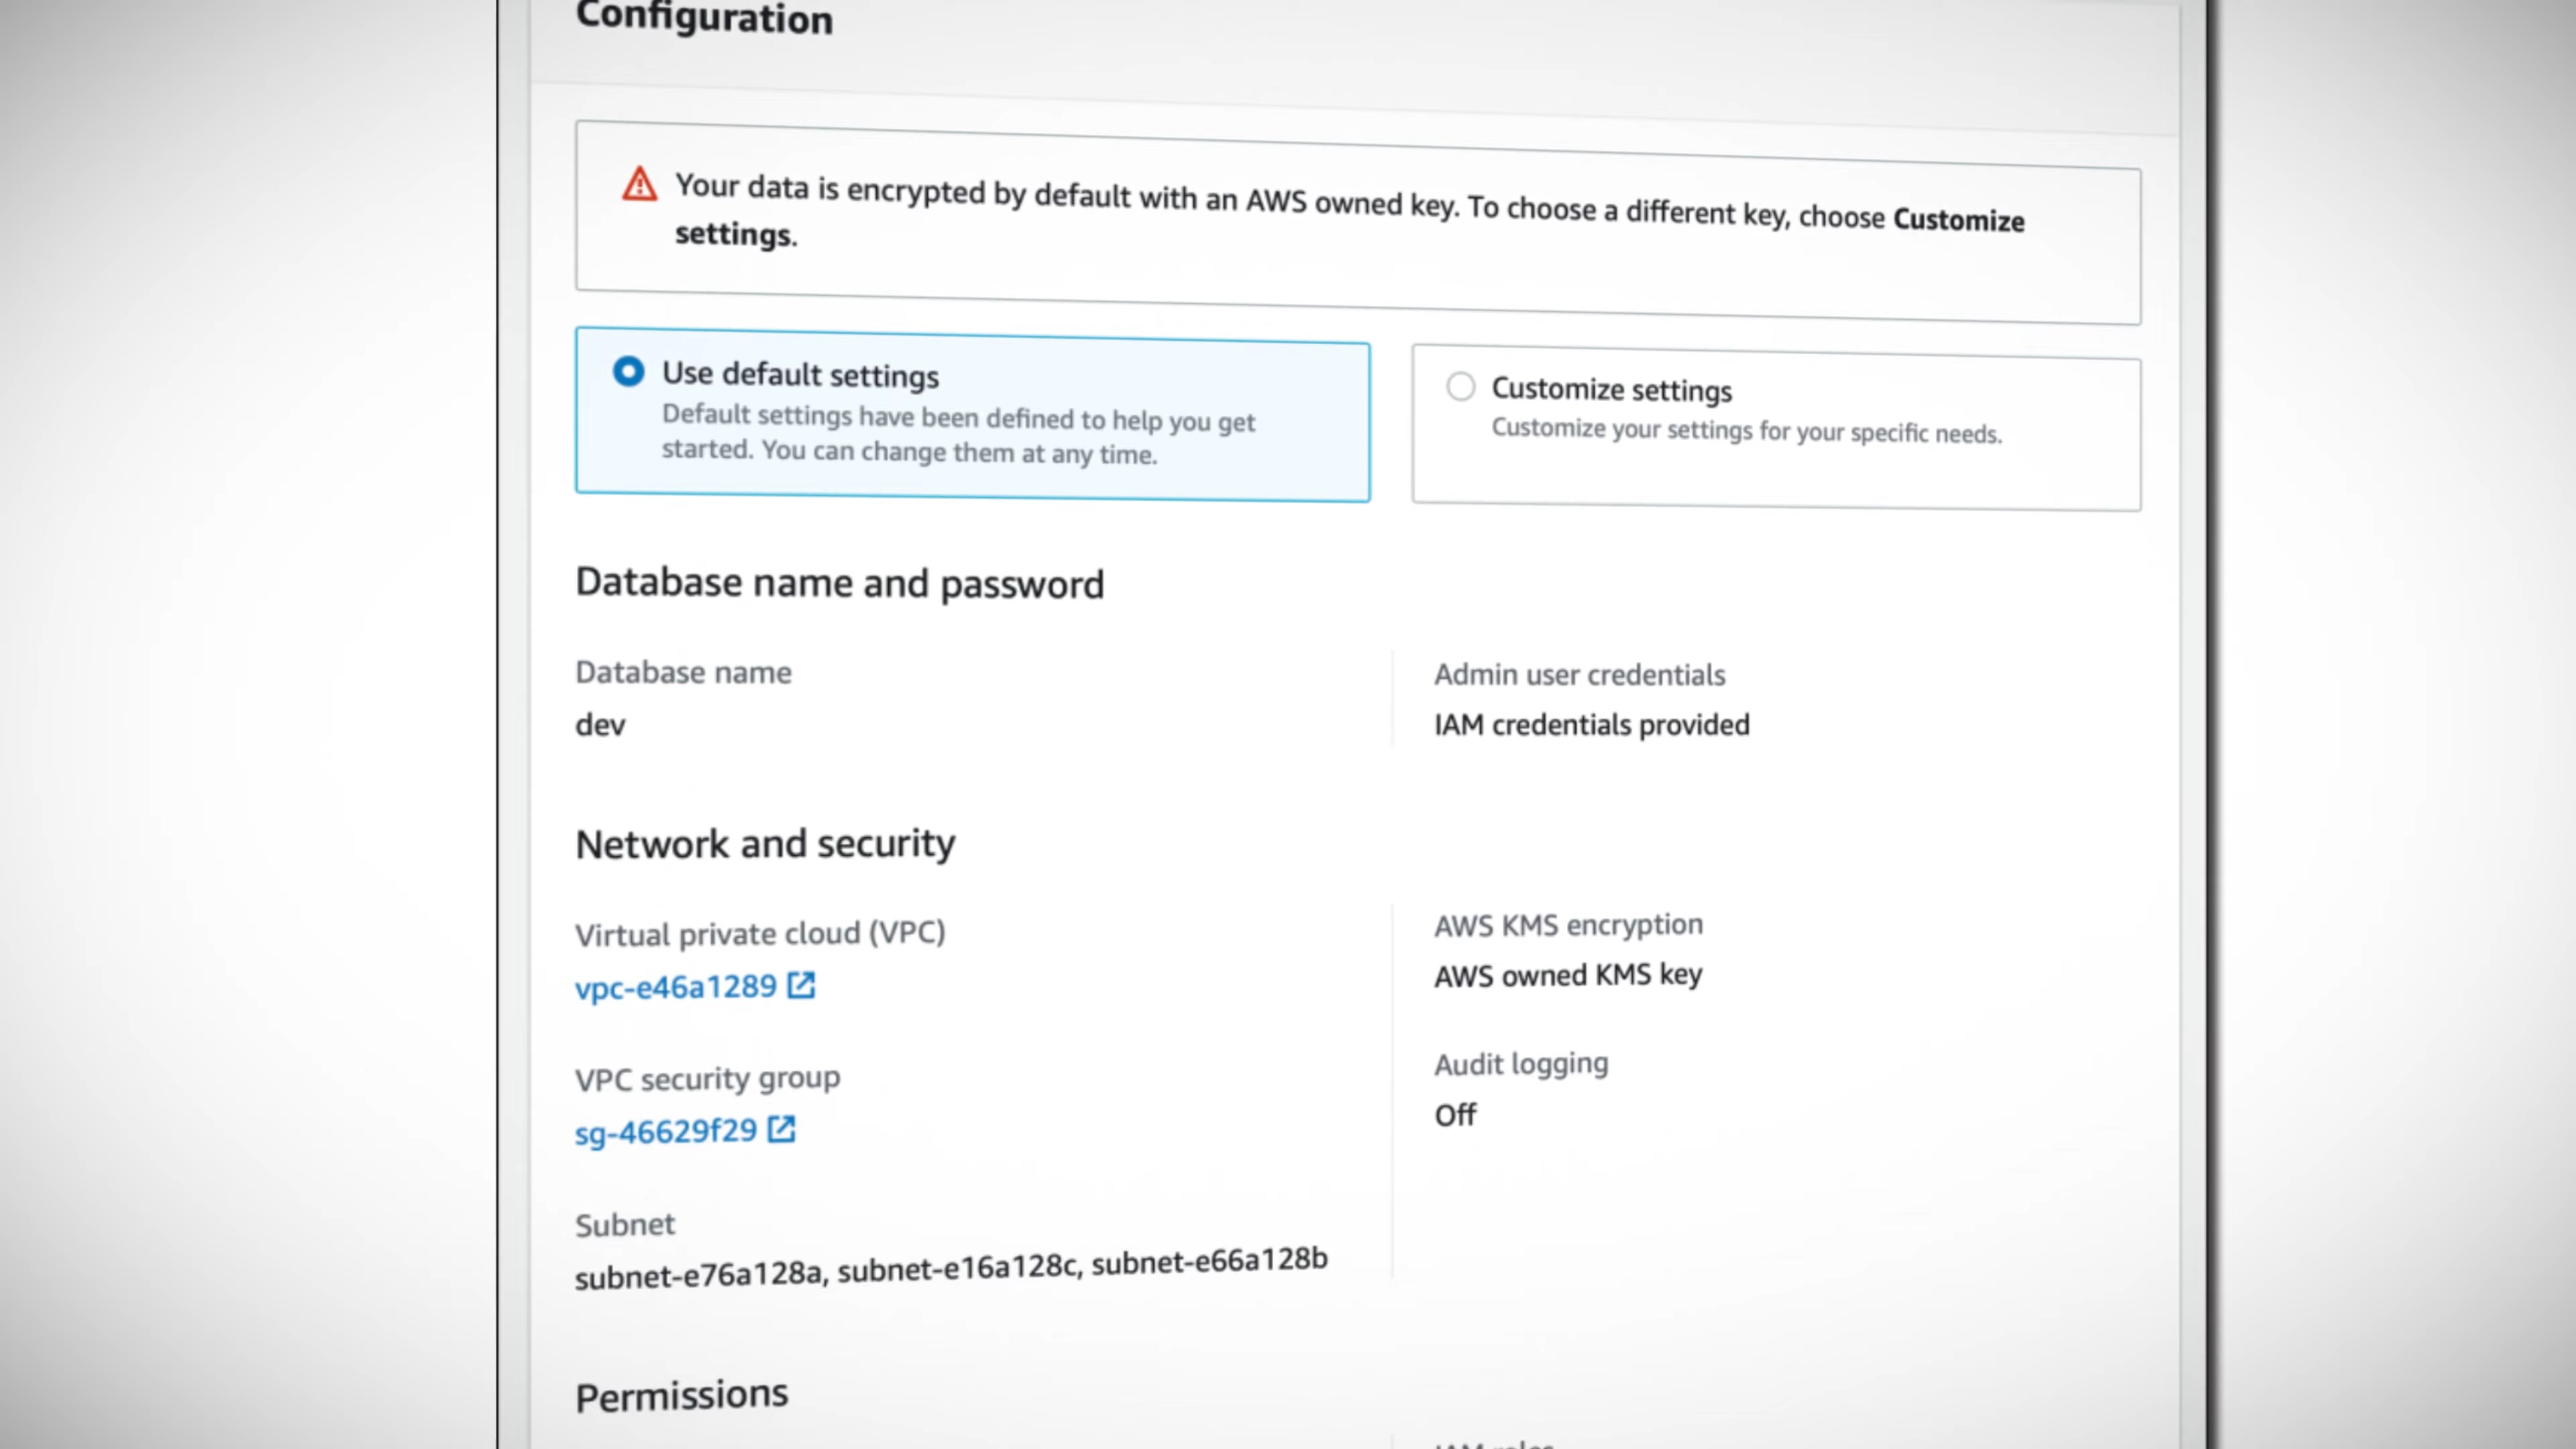 Configuration
Your data is encrypted by default with an AWS owned key. To choose a different key, choose Customize
settings.
Use default settings
Default settings have been defined to help you get
started. You can change them at any time.
Customize settings
Customize your settings for your specific needs.
Database name and password
Database name
dev
Admin user credentials
IAM credentials provided
Network and security
Virtual private cloud (VPC)
vpc-e46a1289
VPC security group
sg-46629f29
Subnet
subnet-e76a128a, subnet-e16a128c, subnet-e66a128b
AWS KMS encryption
AWS owned KMS key
Audit logging
Off
Permissions